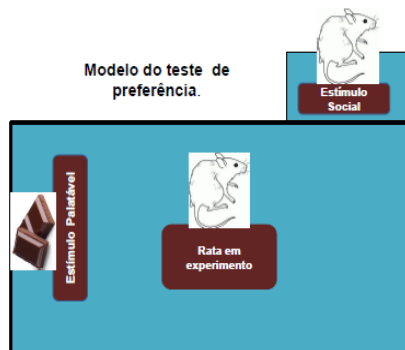 Modelo do teste de
preferência.
Estímulo
Social
Estímulo Palatável
Rata em
experimento